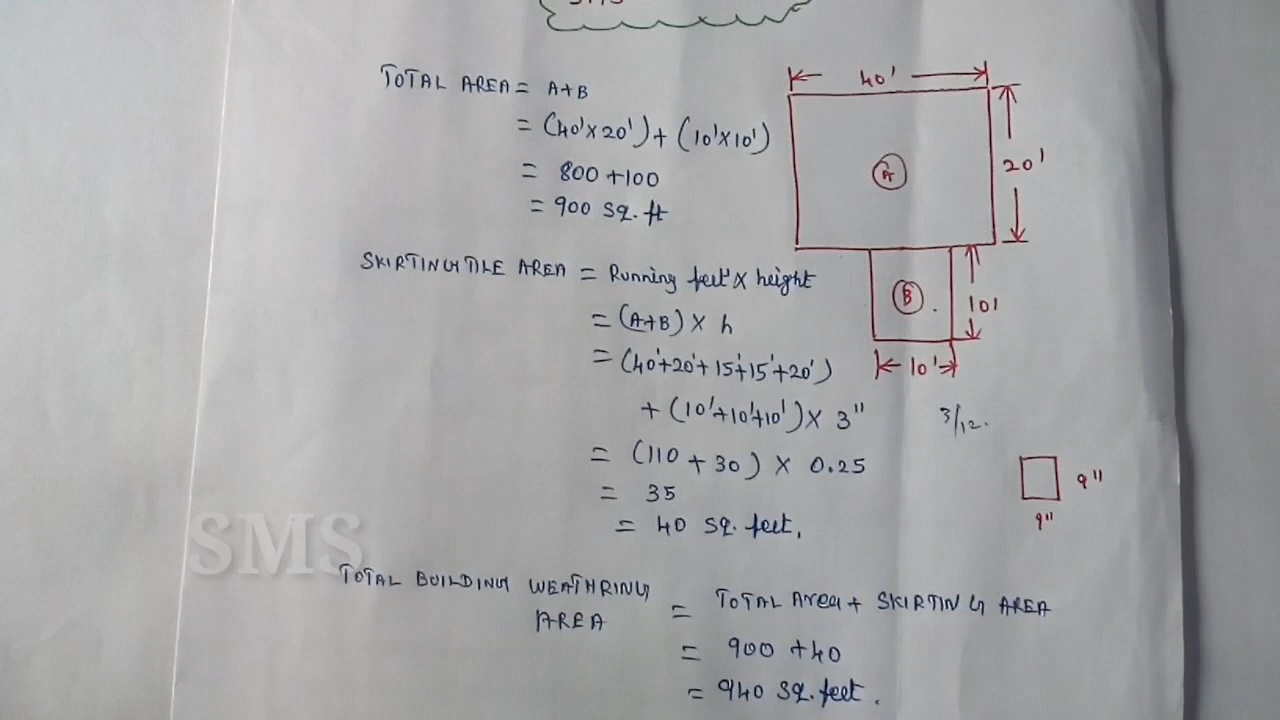 TOTAL AREA = A+B
= (40'x20') + (10'x10')
= 800 +100
= 900 sq. ft
40'
A
20'
SKIRTING TILE AREA = Running feet x height
= (A+B) x h
= (40'+20'+15'+15'+20')
+ (10'+10'+10') x 3"
= (110 + 30) x 0.25
= 35
= 40 sq. feet.
B
10'
10'
3/12.
9"
9"
SMS
TOTAL BUILDING WEATHRING AREA = TOTAL Area + SKIRTING AREA
= 900 +40
= 940 sq. feet.